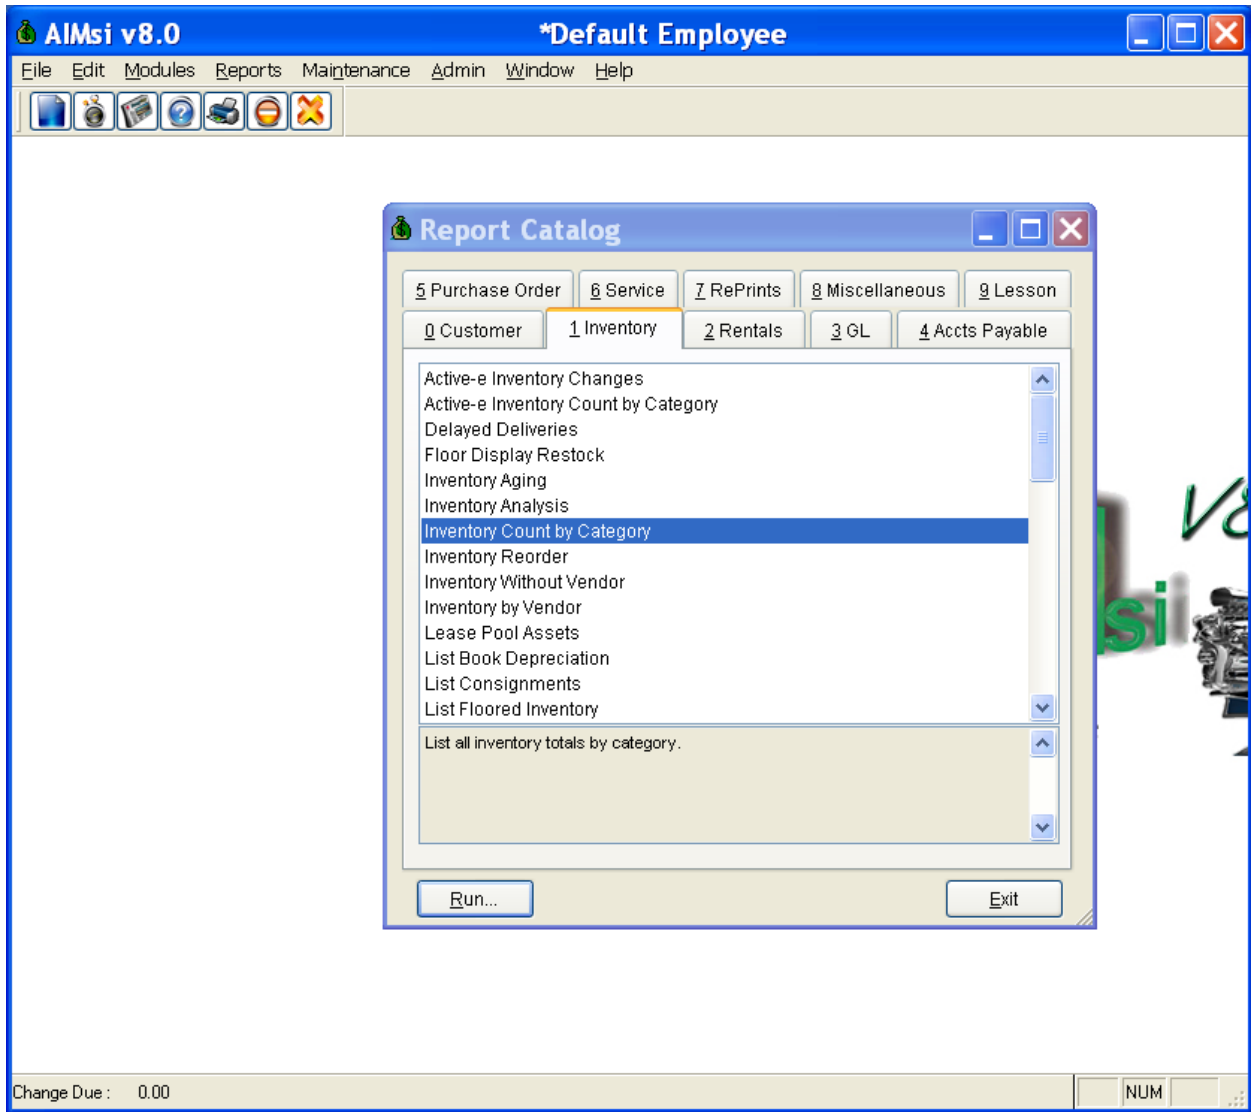 AIMsi v8.0 *Default Employee
File Edit Modules Reports Maintenance Admin Window Help
Report Catalog
5 Purchase Order 6 Service 7 RePrints 8 Miscellaneous 9 Lesson
0 Customer 1 Inventory 2 Rentals 3 GL 4 Accts Payable
Active-e Inventory Changes
Active-e Inventory Count by Category
Delayed Deliveries
Floor Display Restock
Inventory Aging
Inventory Analysis
Inventory Count by Category
Inventory Reorder
Inventory Without Vendor
Inventory by Vendor
Lease Pool Assets
List Book Depreciation
List Consignments
List Floored Inventory
List all inventory totals by category.
Run... Exit
V8
si
Change Due : 0.00 NUM